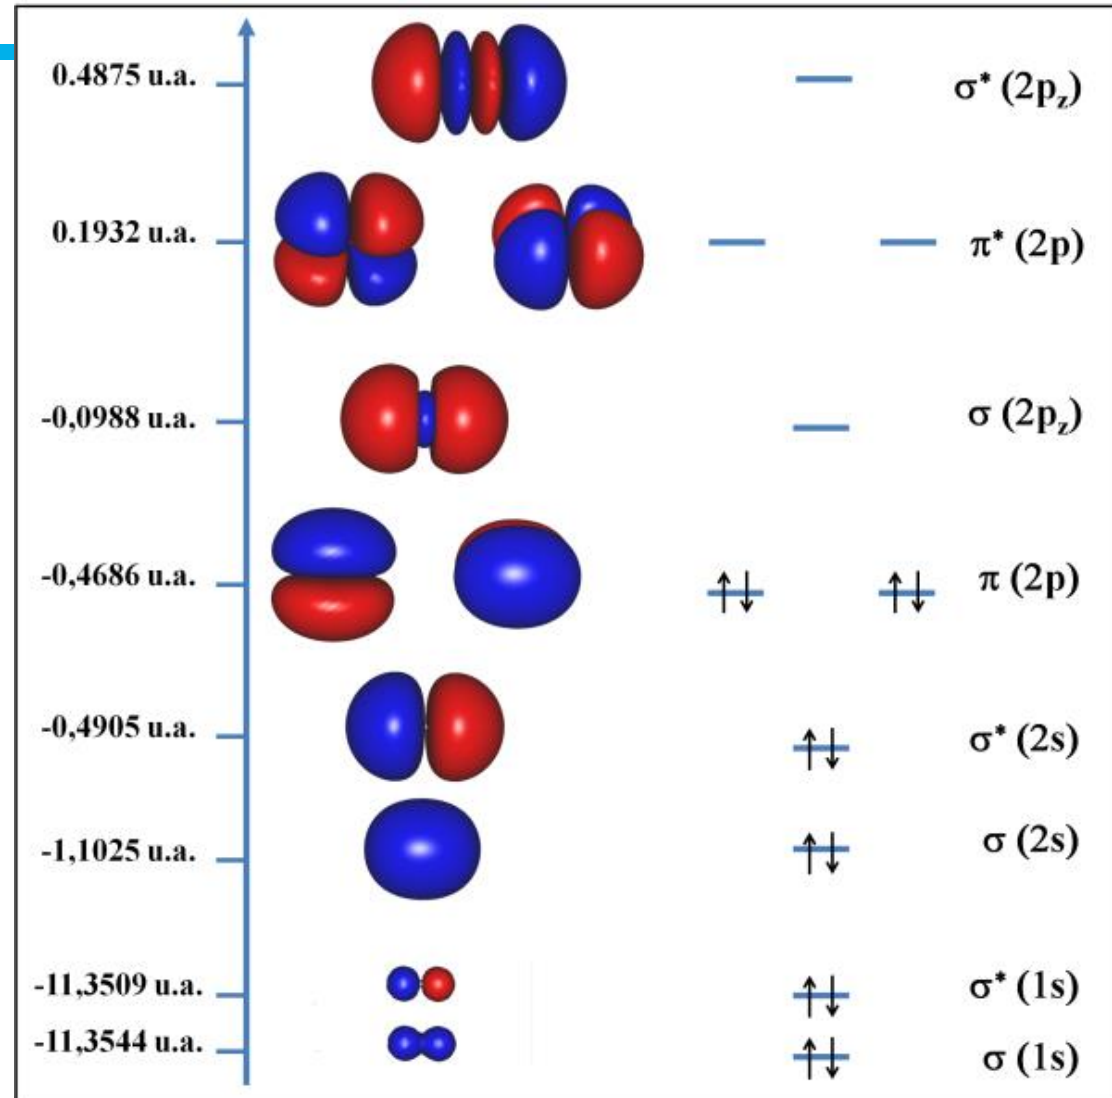 0.4875 u.a. σ* (2pz)
0.1932 u.a. π* (2p)
-0,0988 u.a. σ (2pz)
-0,4686 u.a. π (2p)
-0,4905 u.a. σ* (2s)
-1,1025 u.a. σ (2s)
-11,3509 u.a. σ* (1s)
-11,3544 u.a. σ (1s)